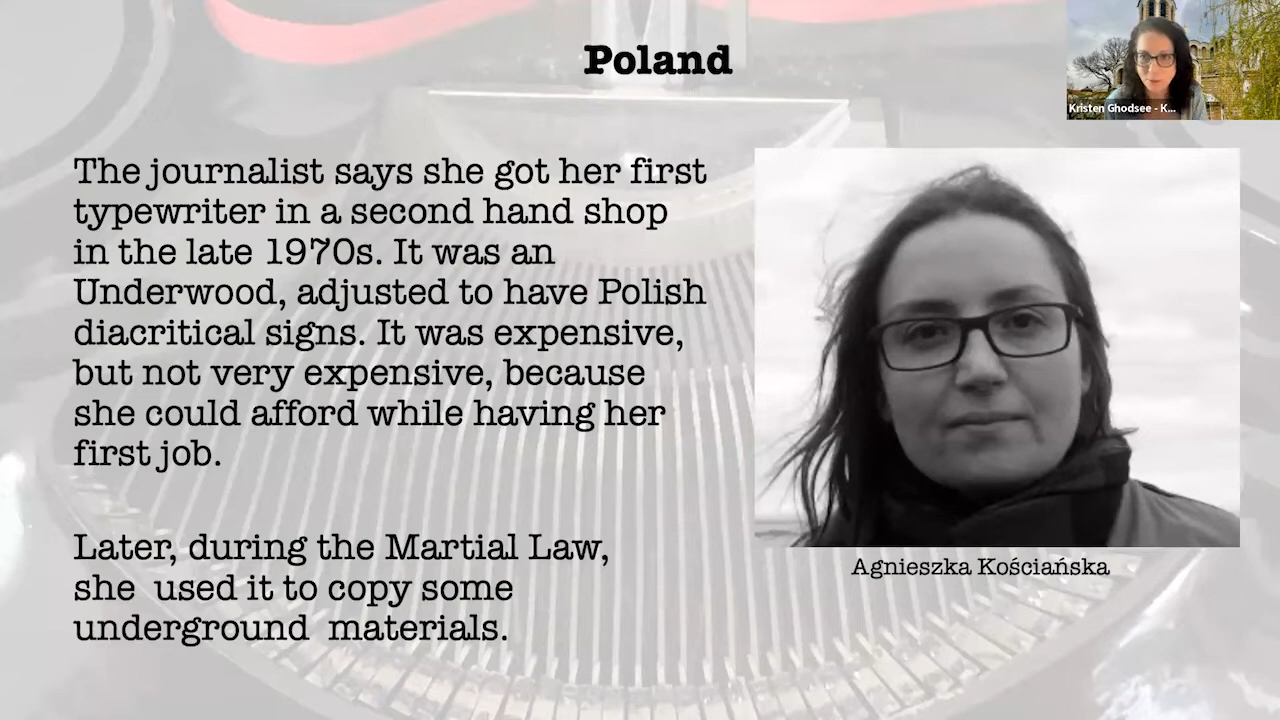 Poland
Kristen Ghodsee - K...
The journalist says she got her first
typewriter in a second hand shop
in the late 1970s. It was an
Underwood, adjusted to have Polish
diacritical signs. It was expensive,
but not very expensive, because
she could afford while having her
first job.
Later, during the Martial Law,
she  used it to copy some
underground  materials.
Agnieszka Kościańska